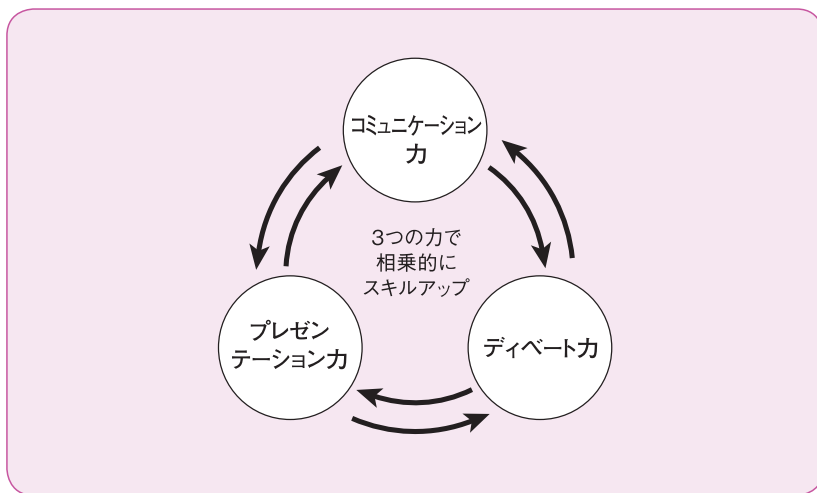 コミュニケーション
力
3つの力で
相乗的に
スキルアップ
プレゼン
テーション力
ディベート力